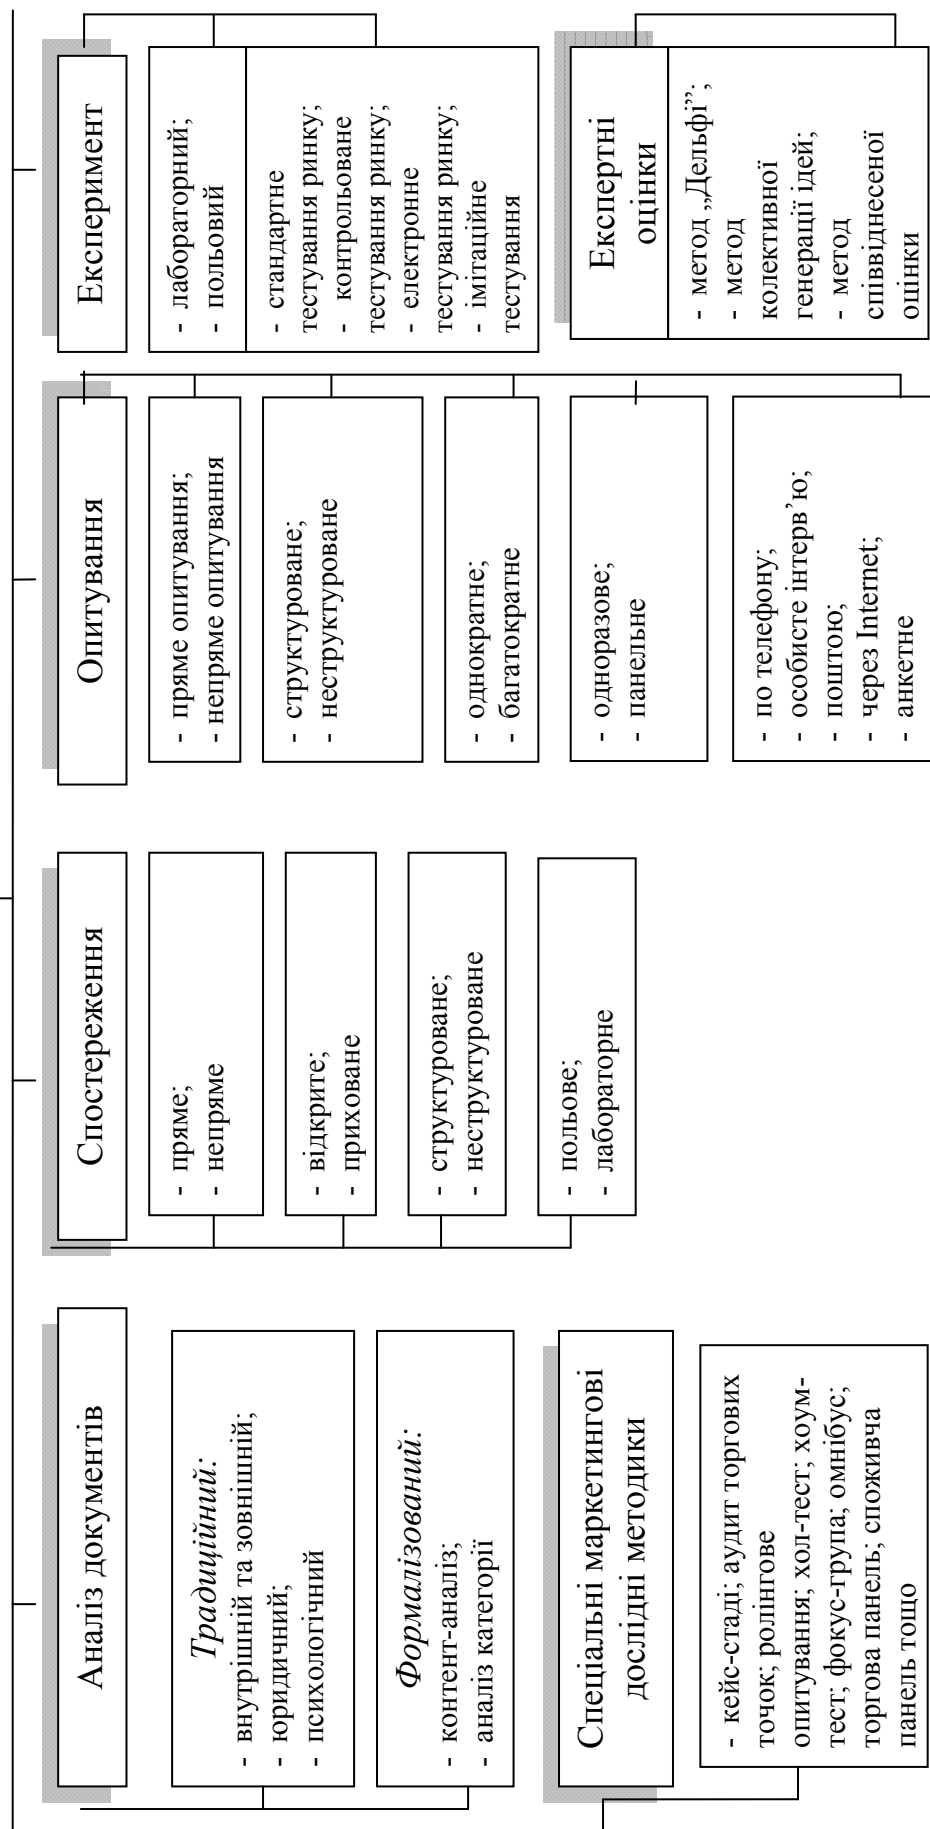 Аналіз документів
Традиційний:
- внутрішній та зовнішній;
- юридичний;
- психологічний
Формалізований:
- контент-аналіз;
- аналіз категорії
Спеціальні маркетингові
дослідні методики
- кейс-стаді; аудит торгових
точок; ролінгове
опитування; хол-тест; хоум-
тест; фокус-група; омнібус;
торгова панель; споживча
панель тощо
Спостереження
- пряме;
- непряме
- відкрите;
- приховане
- структуроване;
- неструктуроване
- польове;
- лабораторне
Опитування
- пряме опитування;
- непряме опитування
- структуроване;
- неструктуроване
- однократне;
- багатократне
- одноразове;
- панельне
- по телефону;
- особисте інтерв’ю;
- поштою;
- через Internet;
- анкетне
Експеримент
- лабораторний;
- польовий
- стандартне
тестування ринку;
- контрольоване
тестування ринку;
- електронне
тестування ринку;
- імітаційне
тестування
Експертні
оцінки
- метод „Дельфі”;
- метод
колективної
генерації ідей;
- метод
співвіднесеної
оцінки